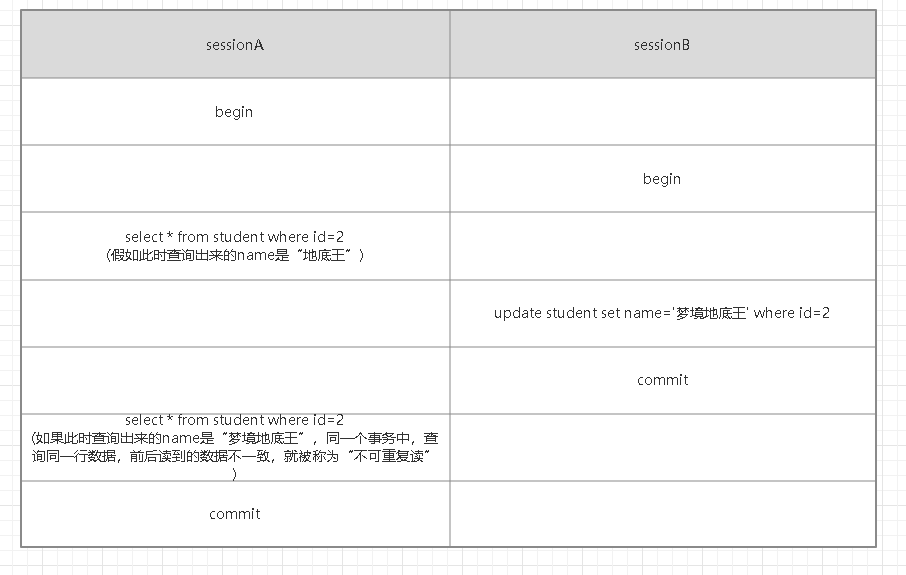 sessionA
sessionB
begin
begin
select * from student where id=2
(假如此时查询出来的name是“地底王”)
update student set name='梦境地底王' where id=2
commit
select * from student where id=2
(如果此时查询出来的name是“梦境地底王”,同一个事务中,查
询同一行数据,前后读到的数据不一致,就被称为“不可重复读”
)
commit